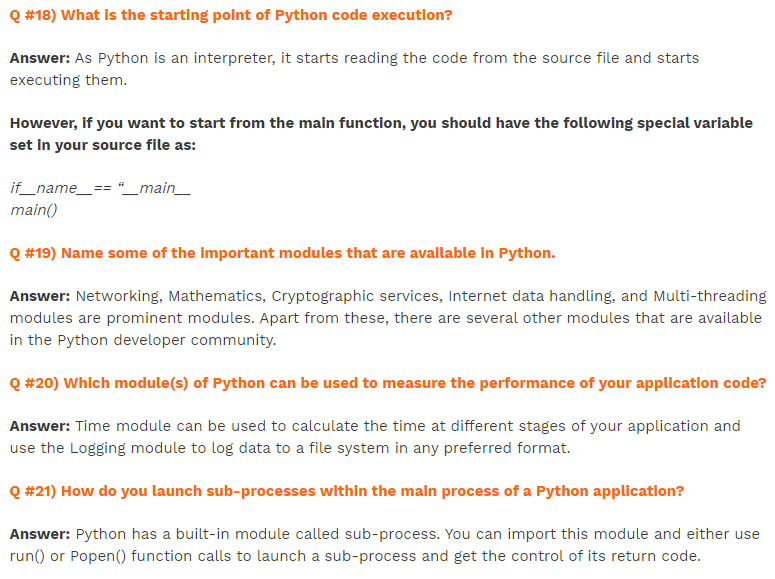 Q #18) What is the starting point of Python code execution?
Answer: As Python is an interpreter, it starts reading the code from the source file and starts
executing them.
However, if you want to start from the main function, you should have the following special variable
set in your source file as:
if__name__== “__main__
main()
Q #19) Name some of the important modules that are available in Python.
Answer: Networking, Mathematics, Cryptographic services, Internet data handling, and Multi-threading
modules are prominent modules. Apart from these, there are several other modules that are available
in the Python developer community.
Q #20) Which module(s) of Python can be used to measure the performance of your application code?
Answer: Time module can be used to calculate the time at different stages of your application and
use the Logging module to log data to a file system in any preferred format.
Q #21) How do you launch sub-processes within the main process of a Python application?
Answer: Python has a built-in module called sub-process. You can import this module and either use
run() or Popen() function calls to launch a sub-process and get the control of its return code.